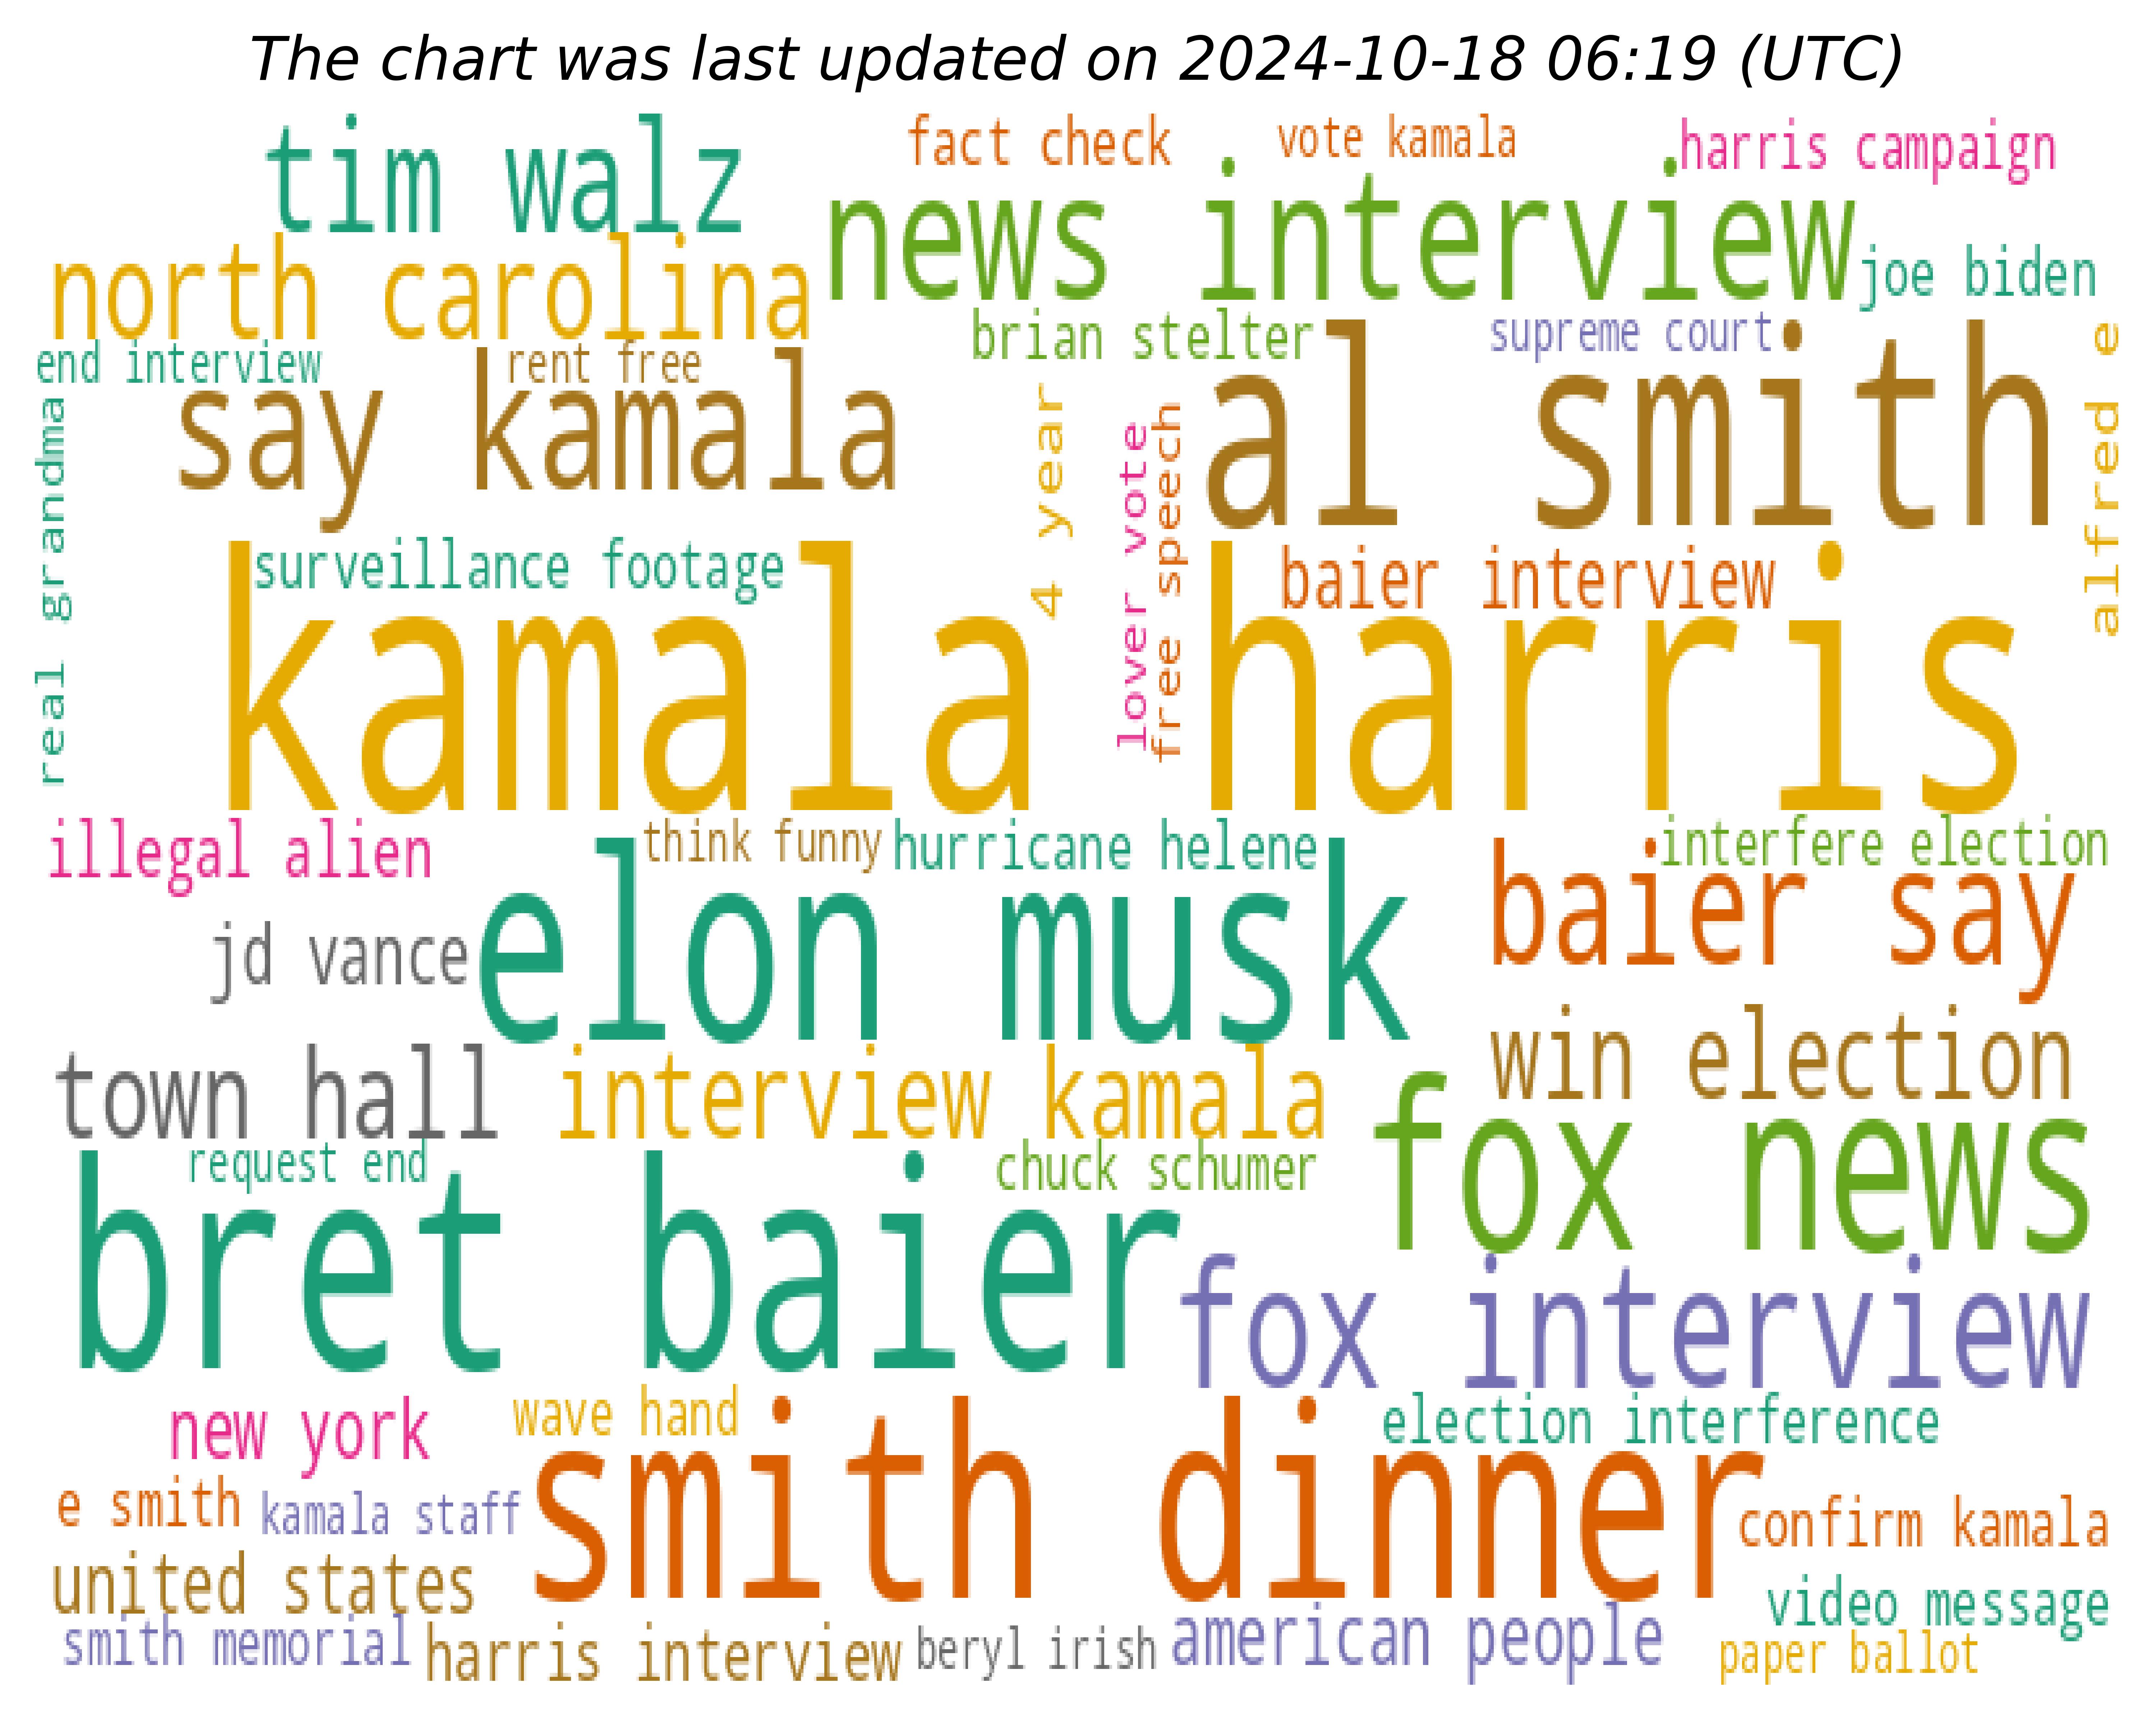 The chart was last updated on 2024-10-18 06:19 (UTC)
tim walz
fact check
vote kamala
harris campaign
news interview
north carolina
joe biden
brian stelter
supreme court
end interview
rent free
say kamala
al smith
alfred e
4 year
lover vote
free speech
real grandma
surveillance footage
baier interview
kamala harris
illegal alien
think funny
hurricane helene
interfere election
elon musk
baier say
jd vance
win election
town hall
interview kamala
fox news
request end
chuck schumer
bret baier
fox interview
new york
wave hand
election interference
smith dinner
e smith
kamala staff
confirm kamala
united states
video message
smith memorial
harris interview
beryl irish
american people
paper ballot